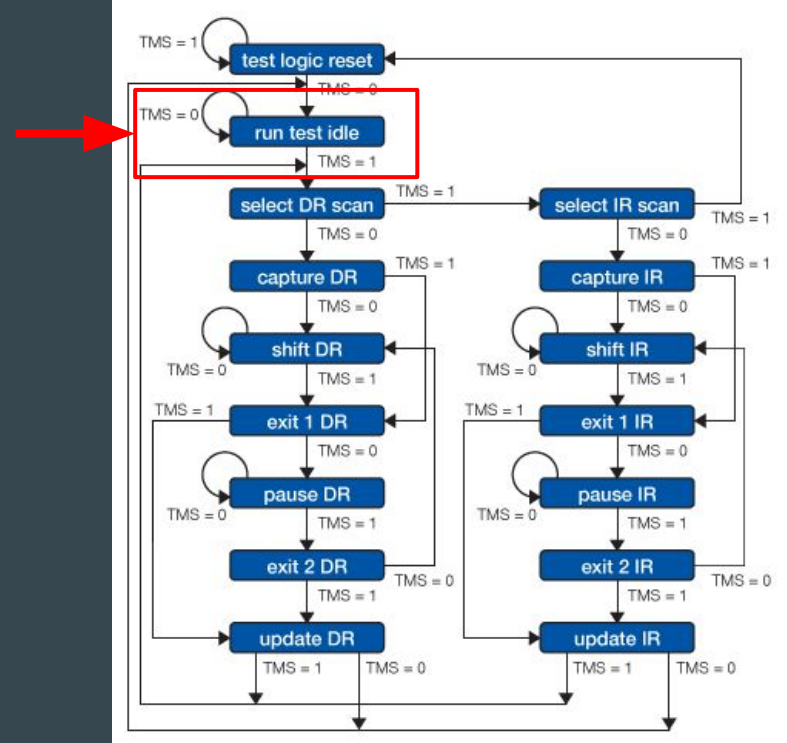 TMS = 1
test logic reset
TMS = 0
TMS = 0
run test idle
TMS = 1
select DR scan
TMS = 1
select IR scan
TMS = 1
TMS = 0
TMS = 0
capture DR
TMS = 1
capture IR
TMS = 1
TMS = 0
TMS = 0
shift DR
shift IR
TMS = 0
TMS = 1
TMS = 0
TMS = 1
TMS = 1
exit 1 DR
TMS = 1
exit 1 IR
TMS = 0
TMS = 0
pause DR
pause IR
TMS = 0
TMS = 1
TMS = 0
TMS = 1
exit 2 DR
TMS = 0
exit 2 IR
TMS = 0
TMS = 1
TMS = 1
update DR
update IR
TMS = 1
TMS = 0
TMS = 1
TMS = 0